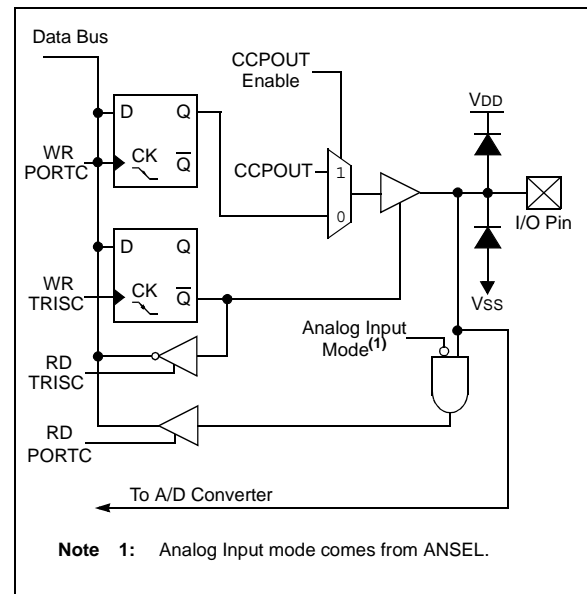 Data Bus
CCPOUT
Enable
VDD
D Q
WR
PORTC
CK Q
CCPOUT
1
0
I/O Pin
D Q
WR
TRISC
CK Q
VSS
Analog Input
Mode(1)
RD
TRISC
RD
PORTC
To A/D Converter
Note 1: Analog Input mode comes from ANSEL.